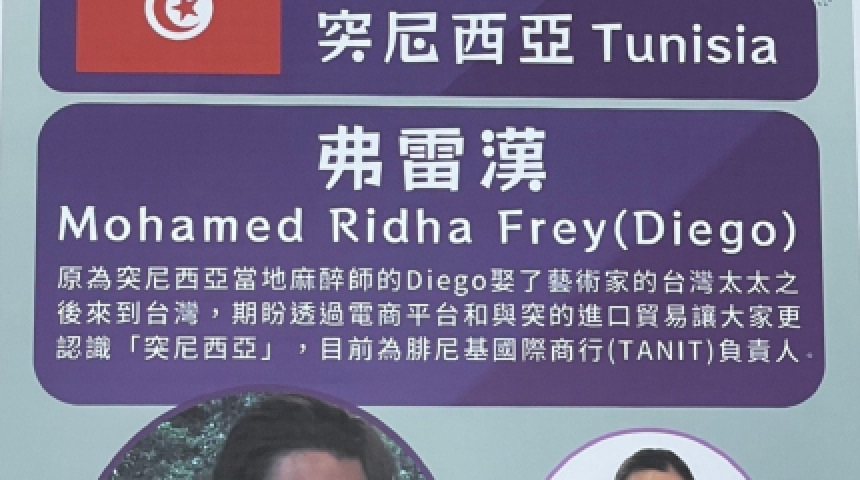 突尼西亞 Tunisia
弗雷漢
Mohamed Ridha Frey(Diego)
原為突尼西亞當地麻醉師的Diego娶了藝術家的台灣太太之
後來到台灣，期盼透過電商平台和與突的進口貿易讓大家更
認識「突尼西亞」，目前為腓尼基國際商行(TANIT)負責人。